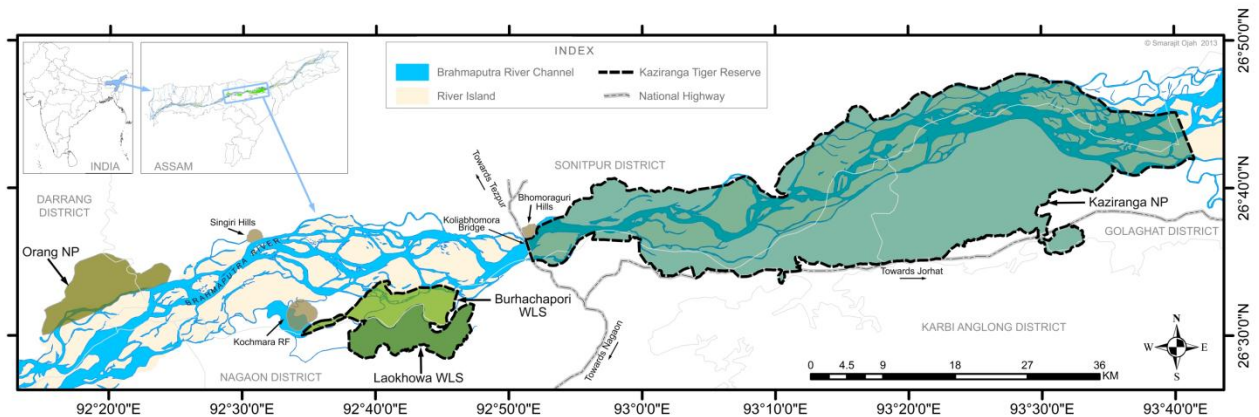 INDEX
© Smarajit Ojah 2013
Brahmaputra River Channel
Kaziranga Tiger Reserve
River Island
National Highway
INDIA
ASSAM
26°50'0"N
26°40'0"N
26°30'0"N
DARRANG
DISTRICT
SONITPUR DISTRICT
Towards Tezpur
Bhomoraguri
Hills
Koliabhomora
Bridge
Singiri Hills
Orang NP
BRAHMAPUTRA RIVER
Kaziranga NP
GOLAGHAT DISTRICT
Towards Jorhat
Burhachapori
WLS
Kochmara RF
KARBI ANGLONG DISTRICT
Towards Nagaon
NAGAON DISTRICT
Laokhowa WLS
N
W E
S
0 4.5 9 18 27 36
KM
92°20'0"E 92°30'0"E 92°40'0"E 92°50'0"E 93°0'0"E 93°10'0"E 93°20'0"E 93°30'0"E 93°40'0"E